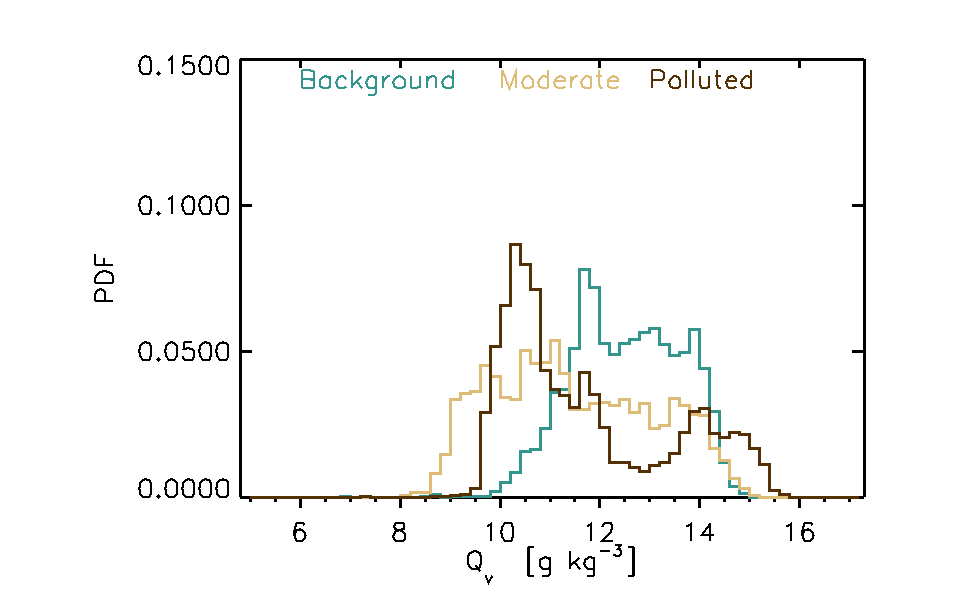 0.1500
Background Moderate Polluted
0.1000
PDF
0.0500
0.0000
6 8 10 12 14 16
Qᵥ [g kg⁻³]